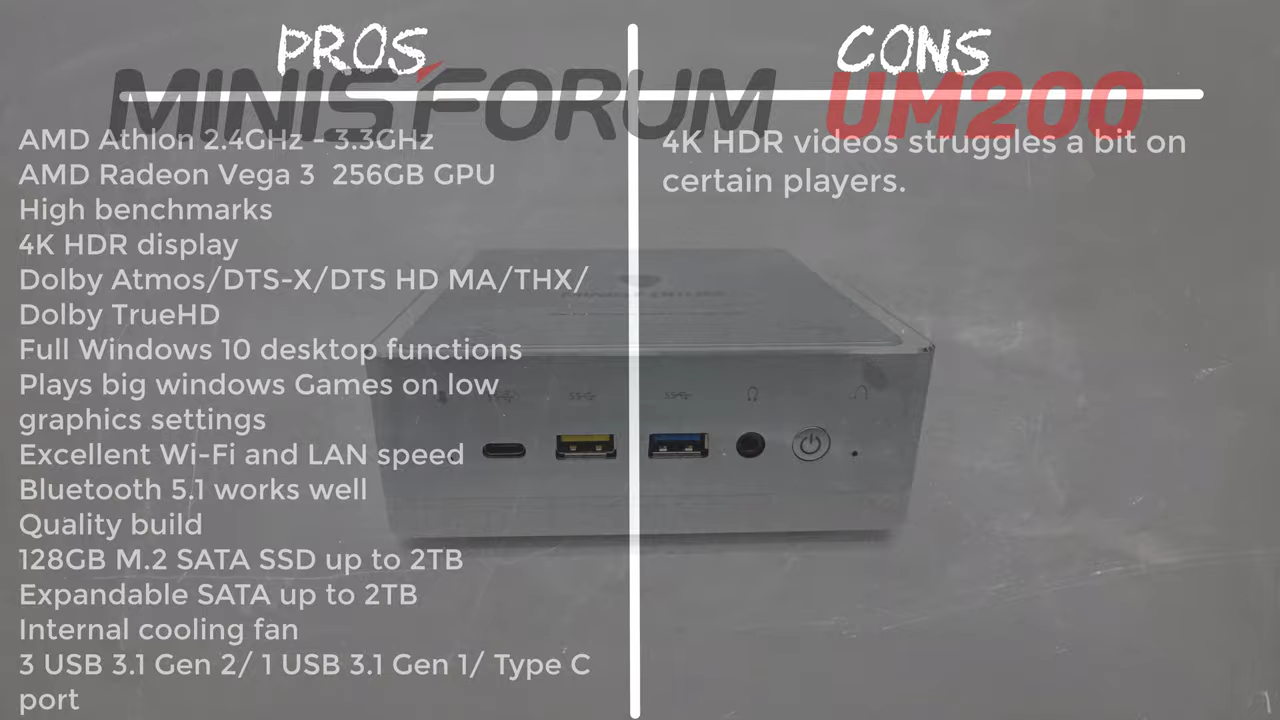 PROS
CONS
MINISFORUM UM200
AMD Athlon 2.4GHz - 3.3GHz
AMD Radeon Vega 3 256GB GPU
High benchmarks
4K HDR display
Dolby Atmos/DTS-X/DTS HD MA/THX/
Dolby TrueHD
Full Windows 10 desktop functions
Plays big windows Games on low
graphics settings
Excellent Wi-Fi and LAN speed
Bluetooth 5.1 works well
Quality build
128GB M.2 SATA SSD up to 2TB
Expandable SATA up to 2TB
Internal cooling fan
3 USB 3.1 Gen 2/ 1 USB 3.1 Gen 1/ Type C
port
4K HDR videos struggles a bit on
certain players.